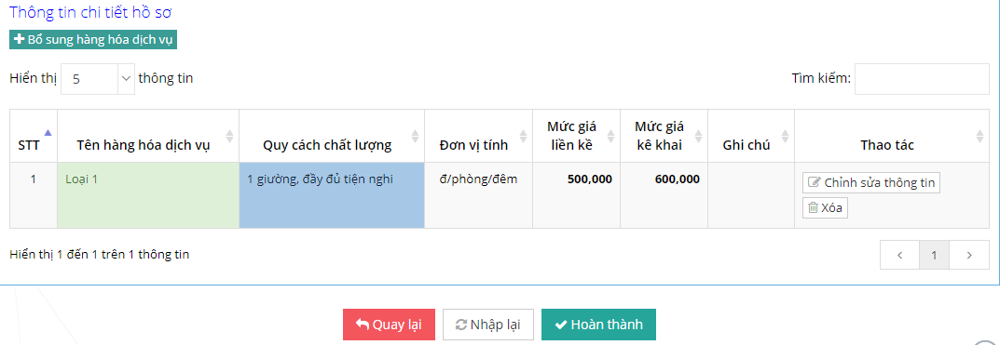 Thông tin chi tiết hồ sơ
Bổ sung hàng hóa dịch vụ
Hiển thị 5 thông tin
Tìm kiếm:
STT Tên hàng hóa dịch vụ Quy cách chất lượng Đơn vị tính Mức giá liền kề Mức giá kê khai Ghi chú Thao tác
1 Loại 1 1 giường, đầy đủ tiện nghi đ/phòng/đêm 500,000 600,000 Chỉnh sửa thông tin
Xóa
Hiển thị 1 đến 1 trên 1 thông tin
1
Quay lại Nhập lại Hoàn thành